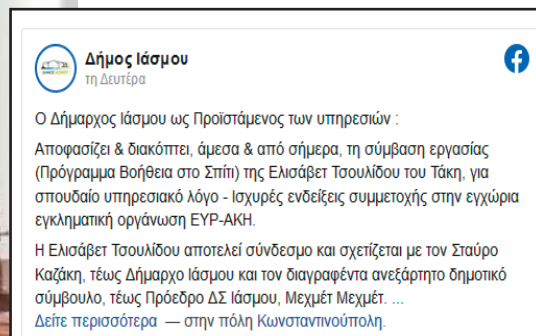 Δήμος Ιάσμου
τη Δευτέρα
Ο Δήμαρχος Ιάσμου ως Προϊστάμενος των υπηρεσιών :
Αποφασίζει & διακόπτει, άμεσα & από σήμερα, τη σύμβαση εργασίας
(Πρόγραμμα Βοήθεια στο Σπίτι) της Ελισάβετ Τσουλίδου του Τάκη, για
σπουδαίο υπηρεσιακό λόγο - Ισχυρές ενδείξεις συμμετοχής στην εγχώρια
εγκληματική οργάνωση ΕΥΡ-ΑΚΗ.
Η Ελισάβετ Τσουλίδου αποτελεί σύνδεσμο και σχετίζεται με τον Σταύρο
Καζάκη, τέως Δήμαρχο Ιάσμου και τον διαγραφέντα ανεξάρτητο δημοτικό
σύμβουλο, τέως Πρόεδρο ΔΣ Ιάσμου, Μεχμέτ Μεχμέτ. ...
Δείτε περισσότερα — στην πόλη Κωνσταντινούπολη.